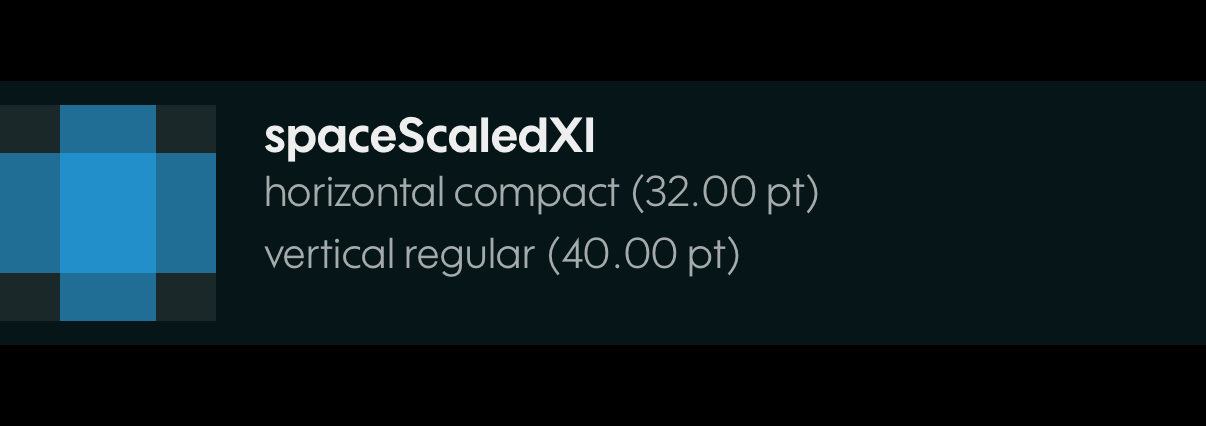 spaceScaledXl
horizontal compact (32.00 pt)
vertical regular (40.00 pt)